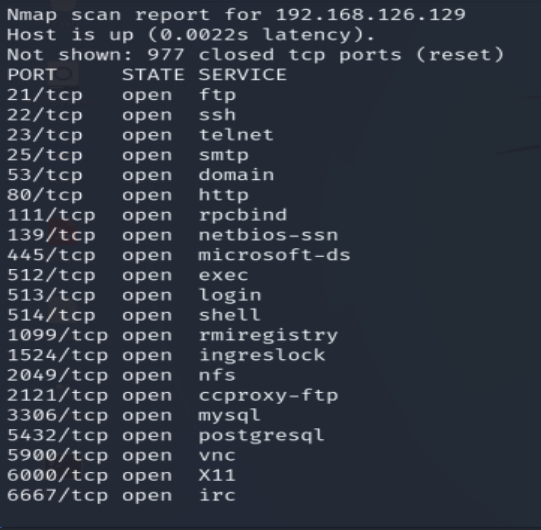 Nmap scan report for 192.168.126.129
Host is up (0.0022s latency).
Not shown: 977 closed tcp ports (reset)
PORT     STATE SERVICE
21/tcp   open  ftp
22/tcp   open  ssh
23/tcp   open  telnet
25/tcp   open  smtp
53/tcp   open  domain
80/tcp   open  http
111/tcp  open  rpcbind
139/tcp  open  netbios-ssn
445/tcp  open  microsoft-ds
512/tcp  open  exec
513/tcp  open  login
514/tcp  open  shell
1099/tcp open  rmiregistry
1524/tcp open  ingreslock
2049/tcp open  nfs
2121/tcp open  ccproxy-ftp
3306/tcp open  mysql
5432/tcp open  postgresql
5900/tcp open  vnc
6000/tcp open  X11
6667/tcp open  irc